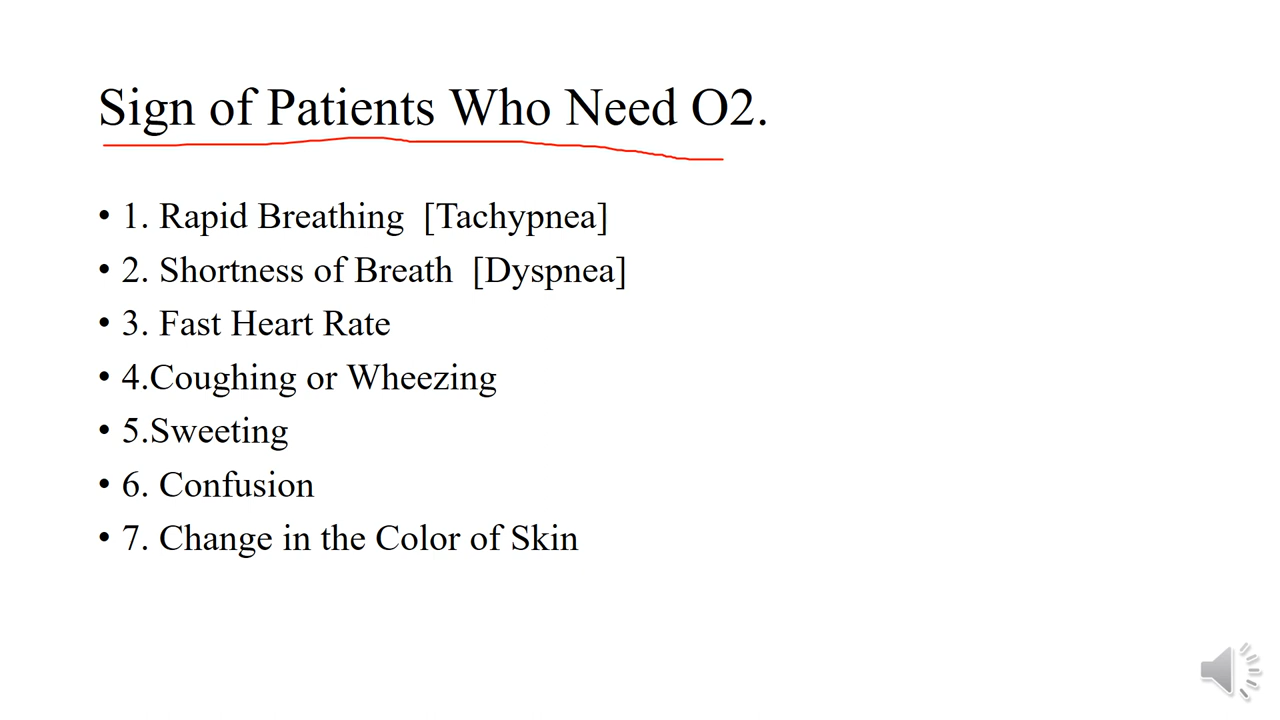 Sign of Patients Who Need O2.
• 1. Rapid Breathing [Tachypnea]
• 2. Shortness of Breath [Dyspnea]
• 3. Fast Heart Rate
• 4.Coughing or Wheezing
• 5.Sweeting
• 6. Confusion
• 7. Change in the Color of Skin